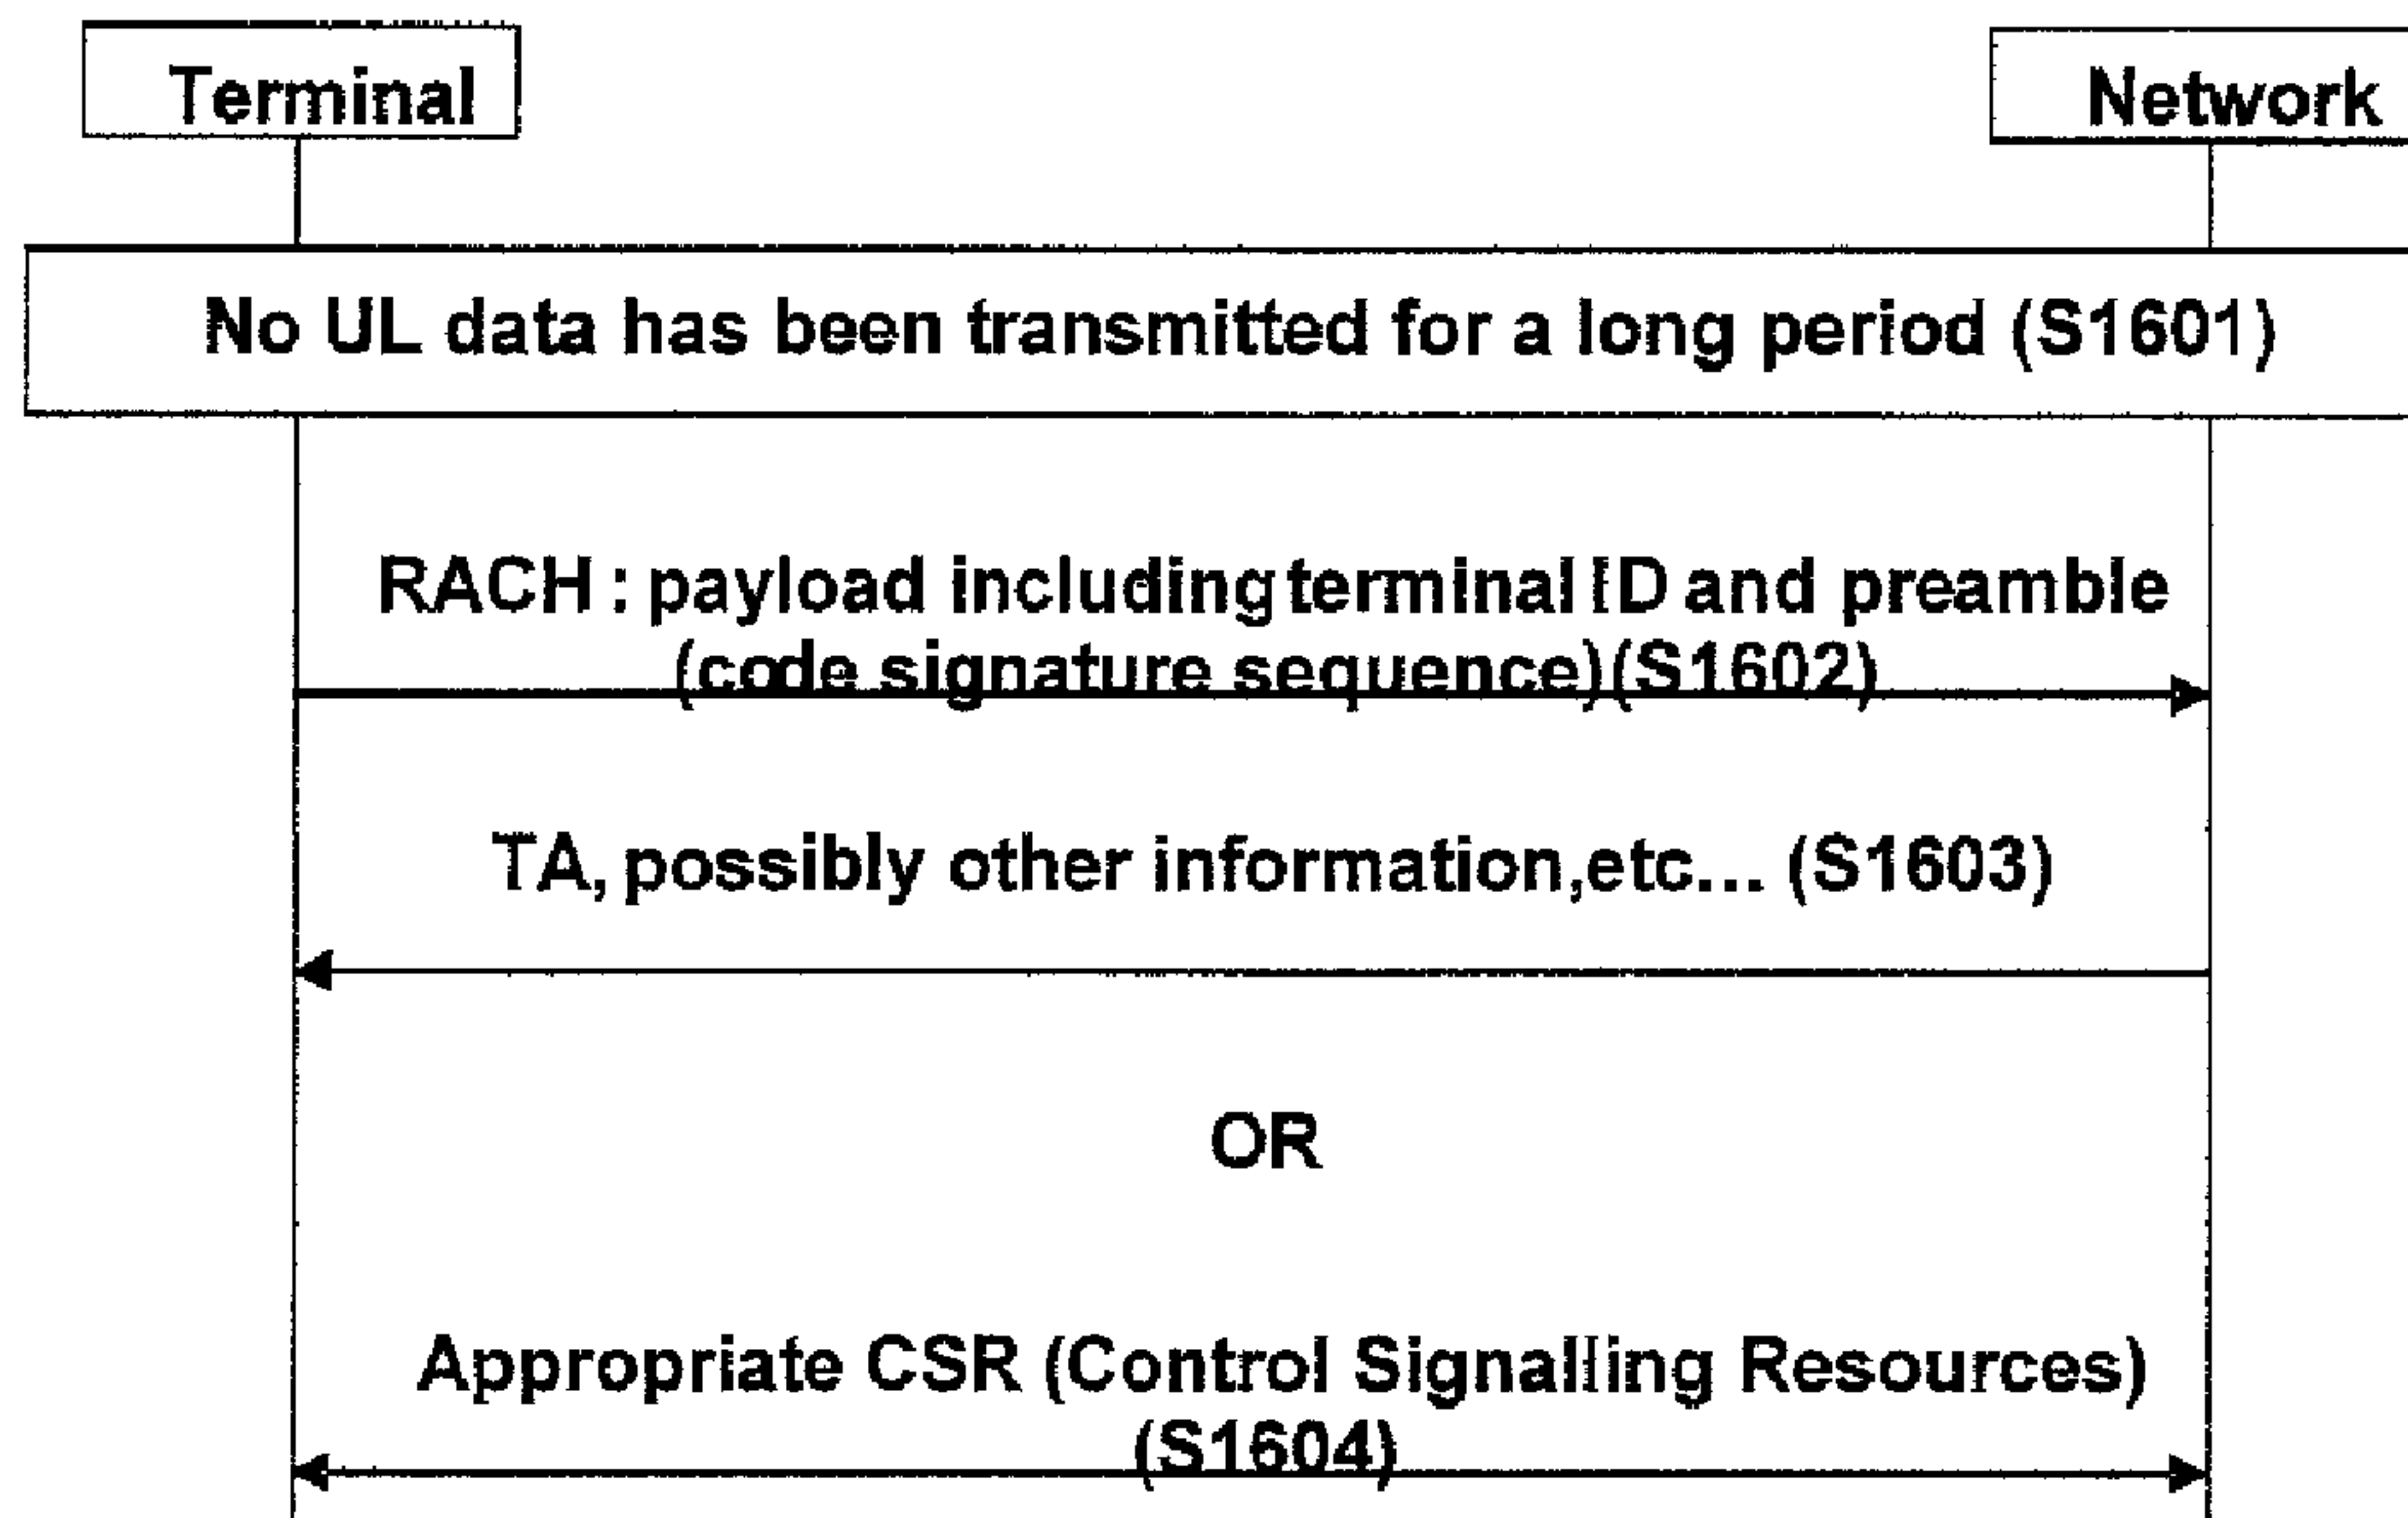 Terminal
Network
No UL data has been transmitted for a long period (S1601)
RACH : payload including terminal ID and preamble
(code signature sequence)(S1602)
TA, possibly other information,etc... (S1603)
OR
Appropriate CSR (Control Signalling Resources)
(S1604)